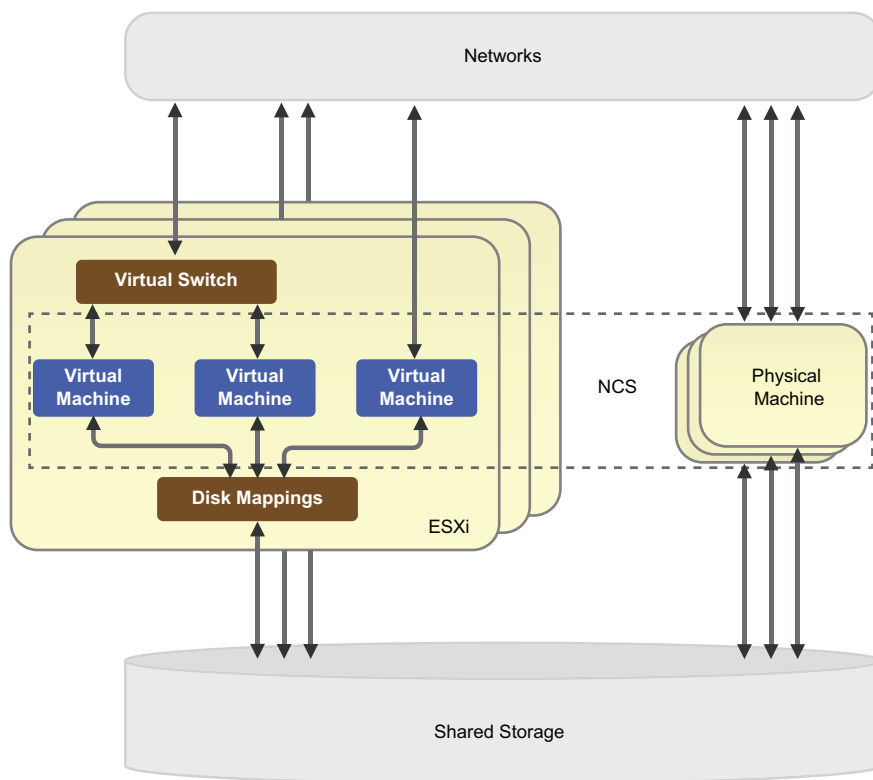 Networks
Virtual Switch
Virtual
Machine
Virtual
Machine
Virtual
Machine
NCS
Physical
Machine
Disk Mappings
ESXi
Shared Storage